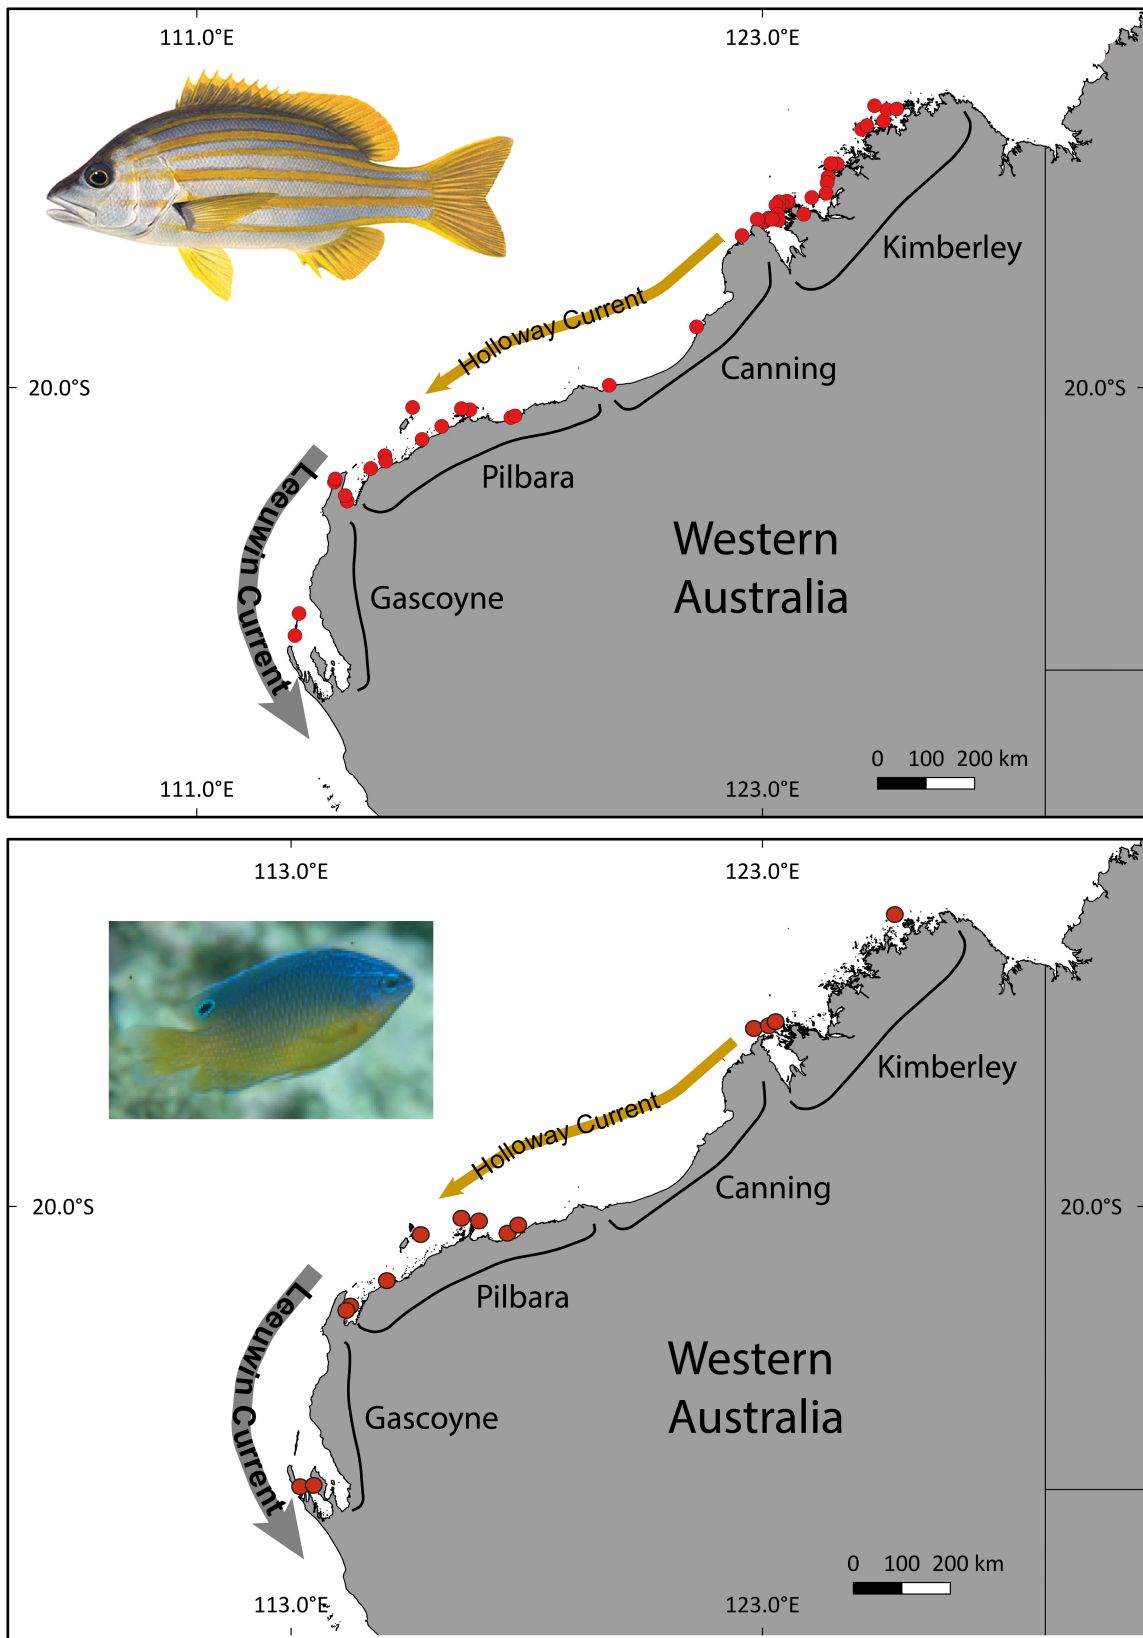 111.0°E
123.0°E
Kimberley
Holloway Current
Canning
20.0°S
20.0°S
Pilbara
Leeuwin Current
Western
Australia
Gascoyne
0 100 200 km
111.0°E
123.0°E
113.0°E
123.0°E
Kimberley
Holloway Current
Canning
20.0°S
20.0°S
Pilbara
Leeuwin Current
Western
Australia
Gascoyne
0 100 200 km
113.0°E
123.0°E